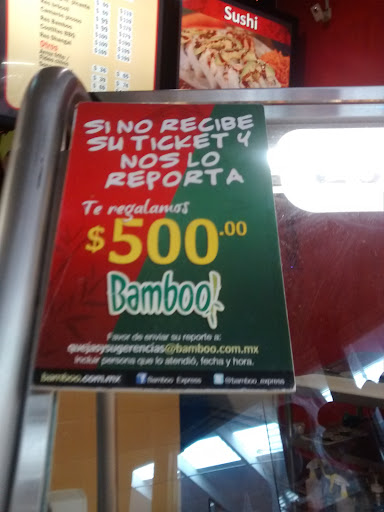 Sushi
SI NO RECIBE
SU TICKET Y
NOS LO
REPORTA
Te regalamos
$500.00
Bamboo
Favor de enviar su reporte a:
quejasysugerencias@bamboo.com.mx
Incluir persona que lo atendió, fecha y hora.
bamboo.com.mx Bamboo Express @bamboo_express